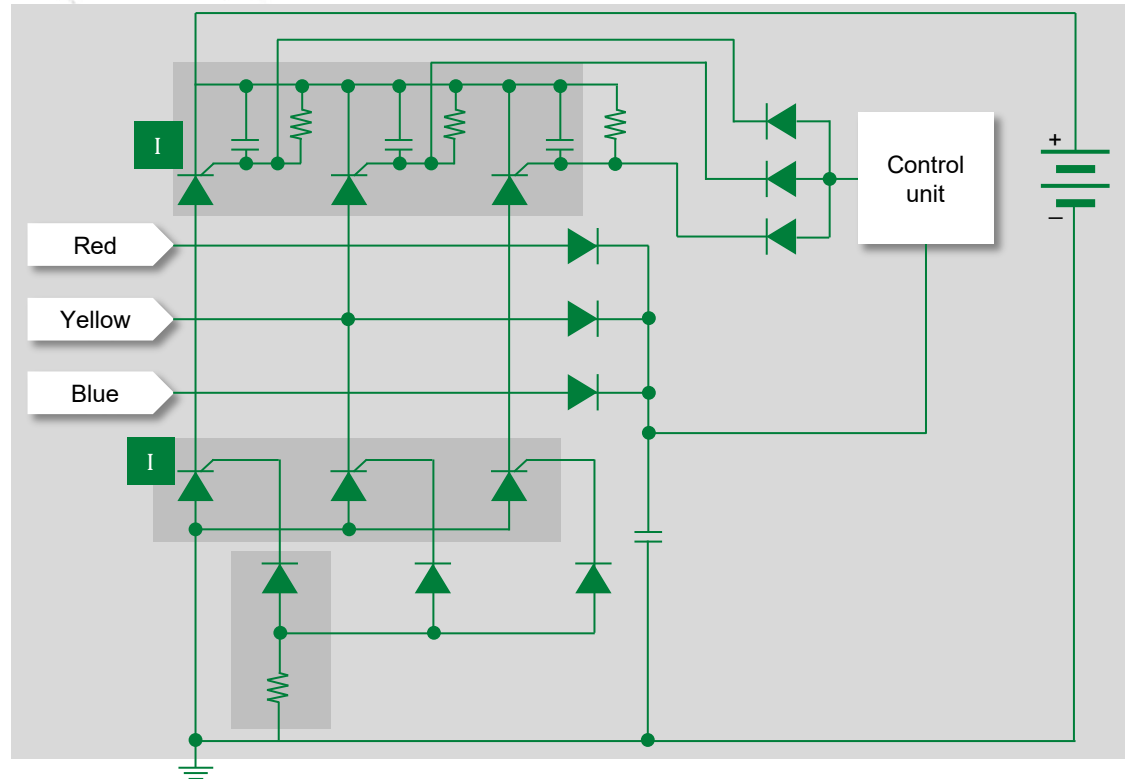 +
I
Control
unit
–
Red
Yellow
Blue
I